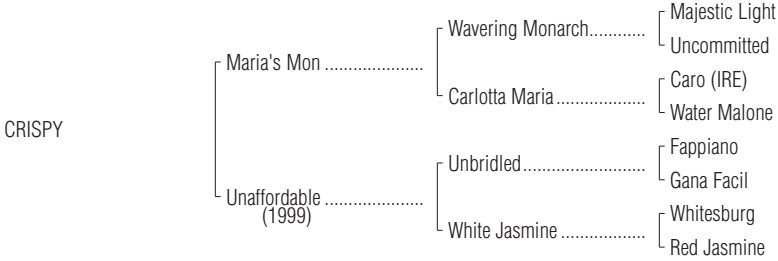 Majestic Light
Wavering Monarch............
Uncommitted
Maria's Mon ......................
Caro (IRE)
Carlotta Maria ....................
Water Malone
CRISPY
Fappiano
Unbridled...........................
Gana Facil
Unaffordable ......................
(1999)
Whitesburg
White Jasmine ...................
Red Jasmine